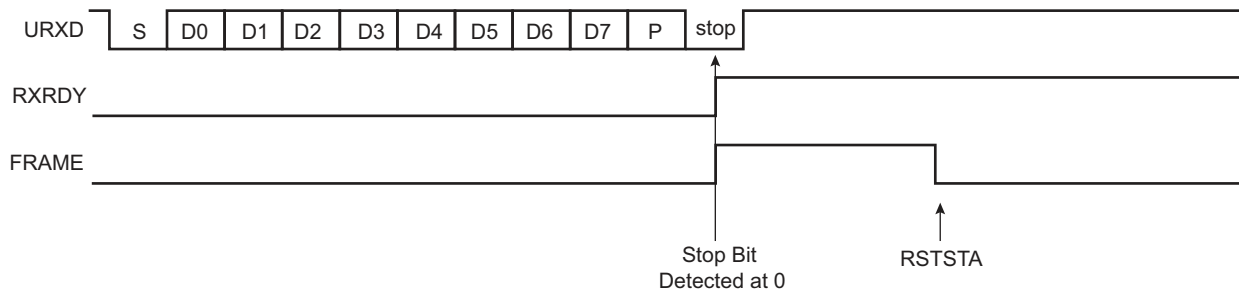 URXD S D0 D1 D2 D3 D4 D5 D6 D7 P stop
RXRDY
FRAME
Stop Bit
Detected at 0
RSTSTA